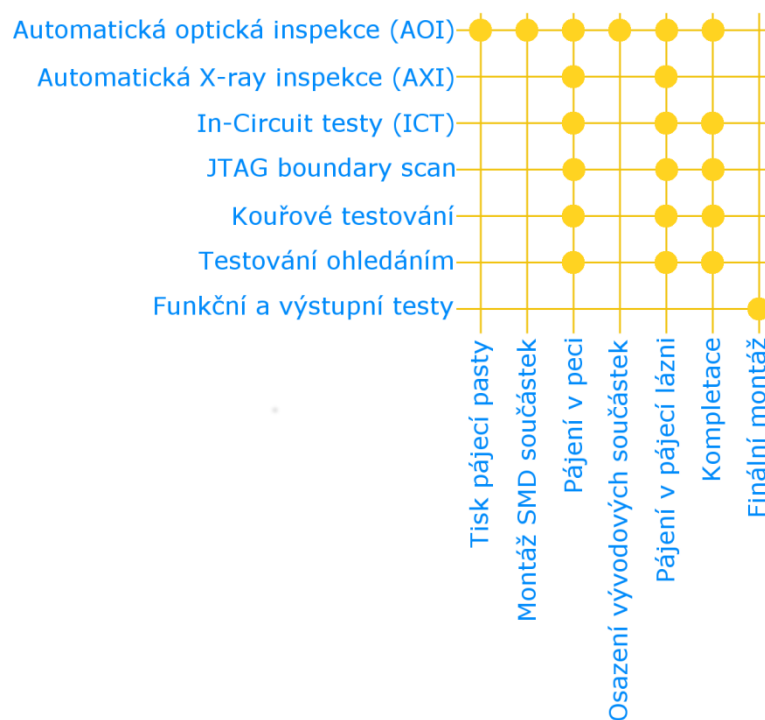 Automatická optická inspekce (AOI)
Automatická X-ray inspekce (AXI)
In-Circuit testy (ICT)
JTAG boundary scan
Kouřové testování
Testování ohledáním
Funkční a výstupní testy
Tisk pájecí pasty
Montáž SMD součástek
Pájení v peci
Osazení vývodových součástek
Pájení v pájecí lázni
Kompletace
Finální montáž